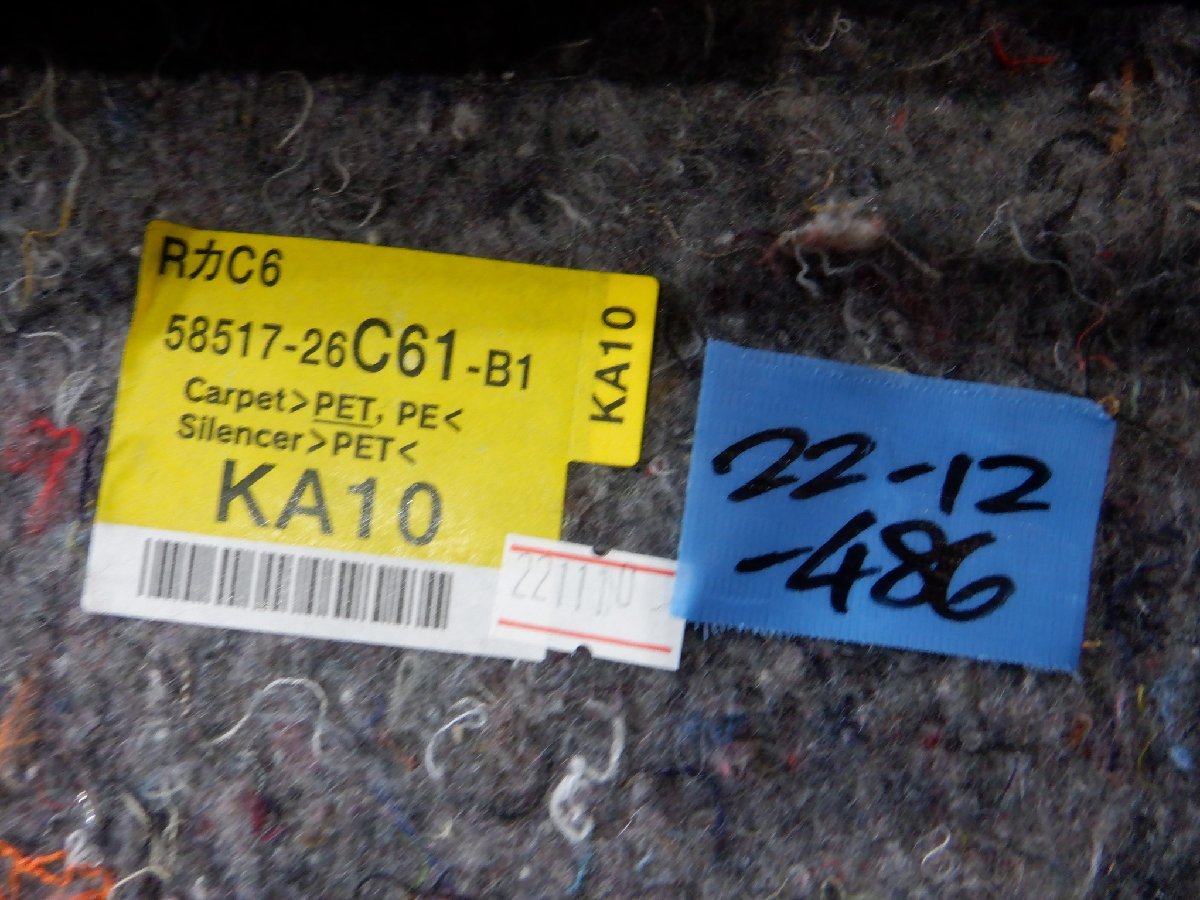 RカC6
58517-26C61-B1
Carpet>PET, PE<
Silencer>PET<
KA10
KA10
221110
22-12
-486